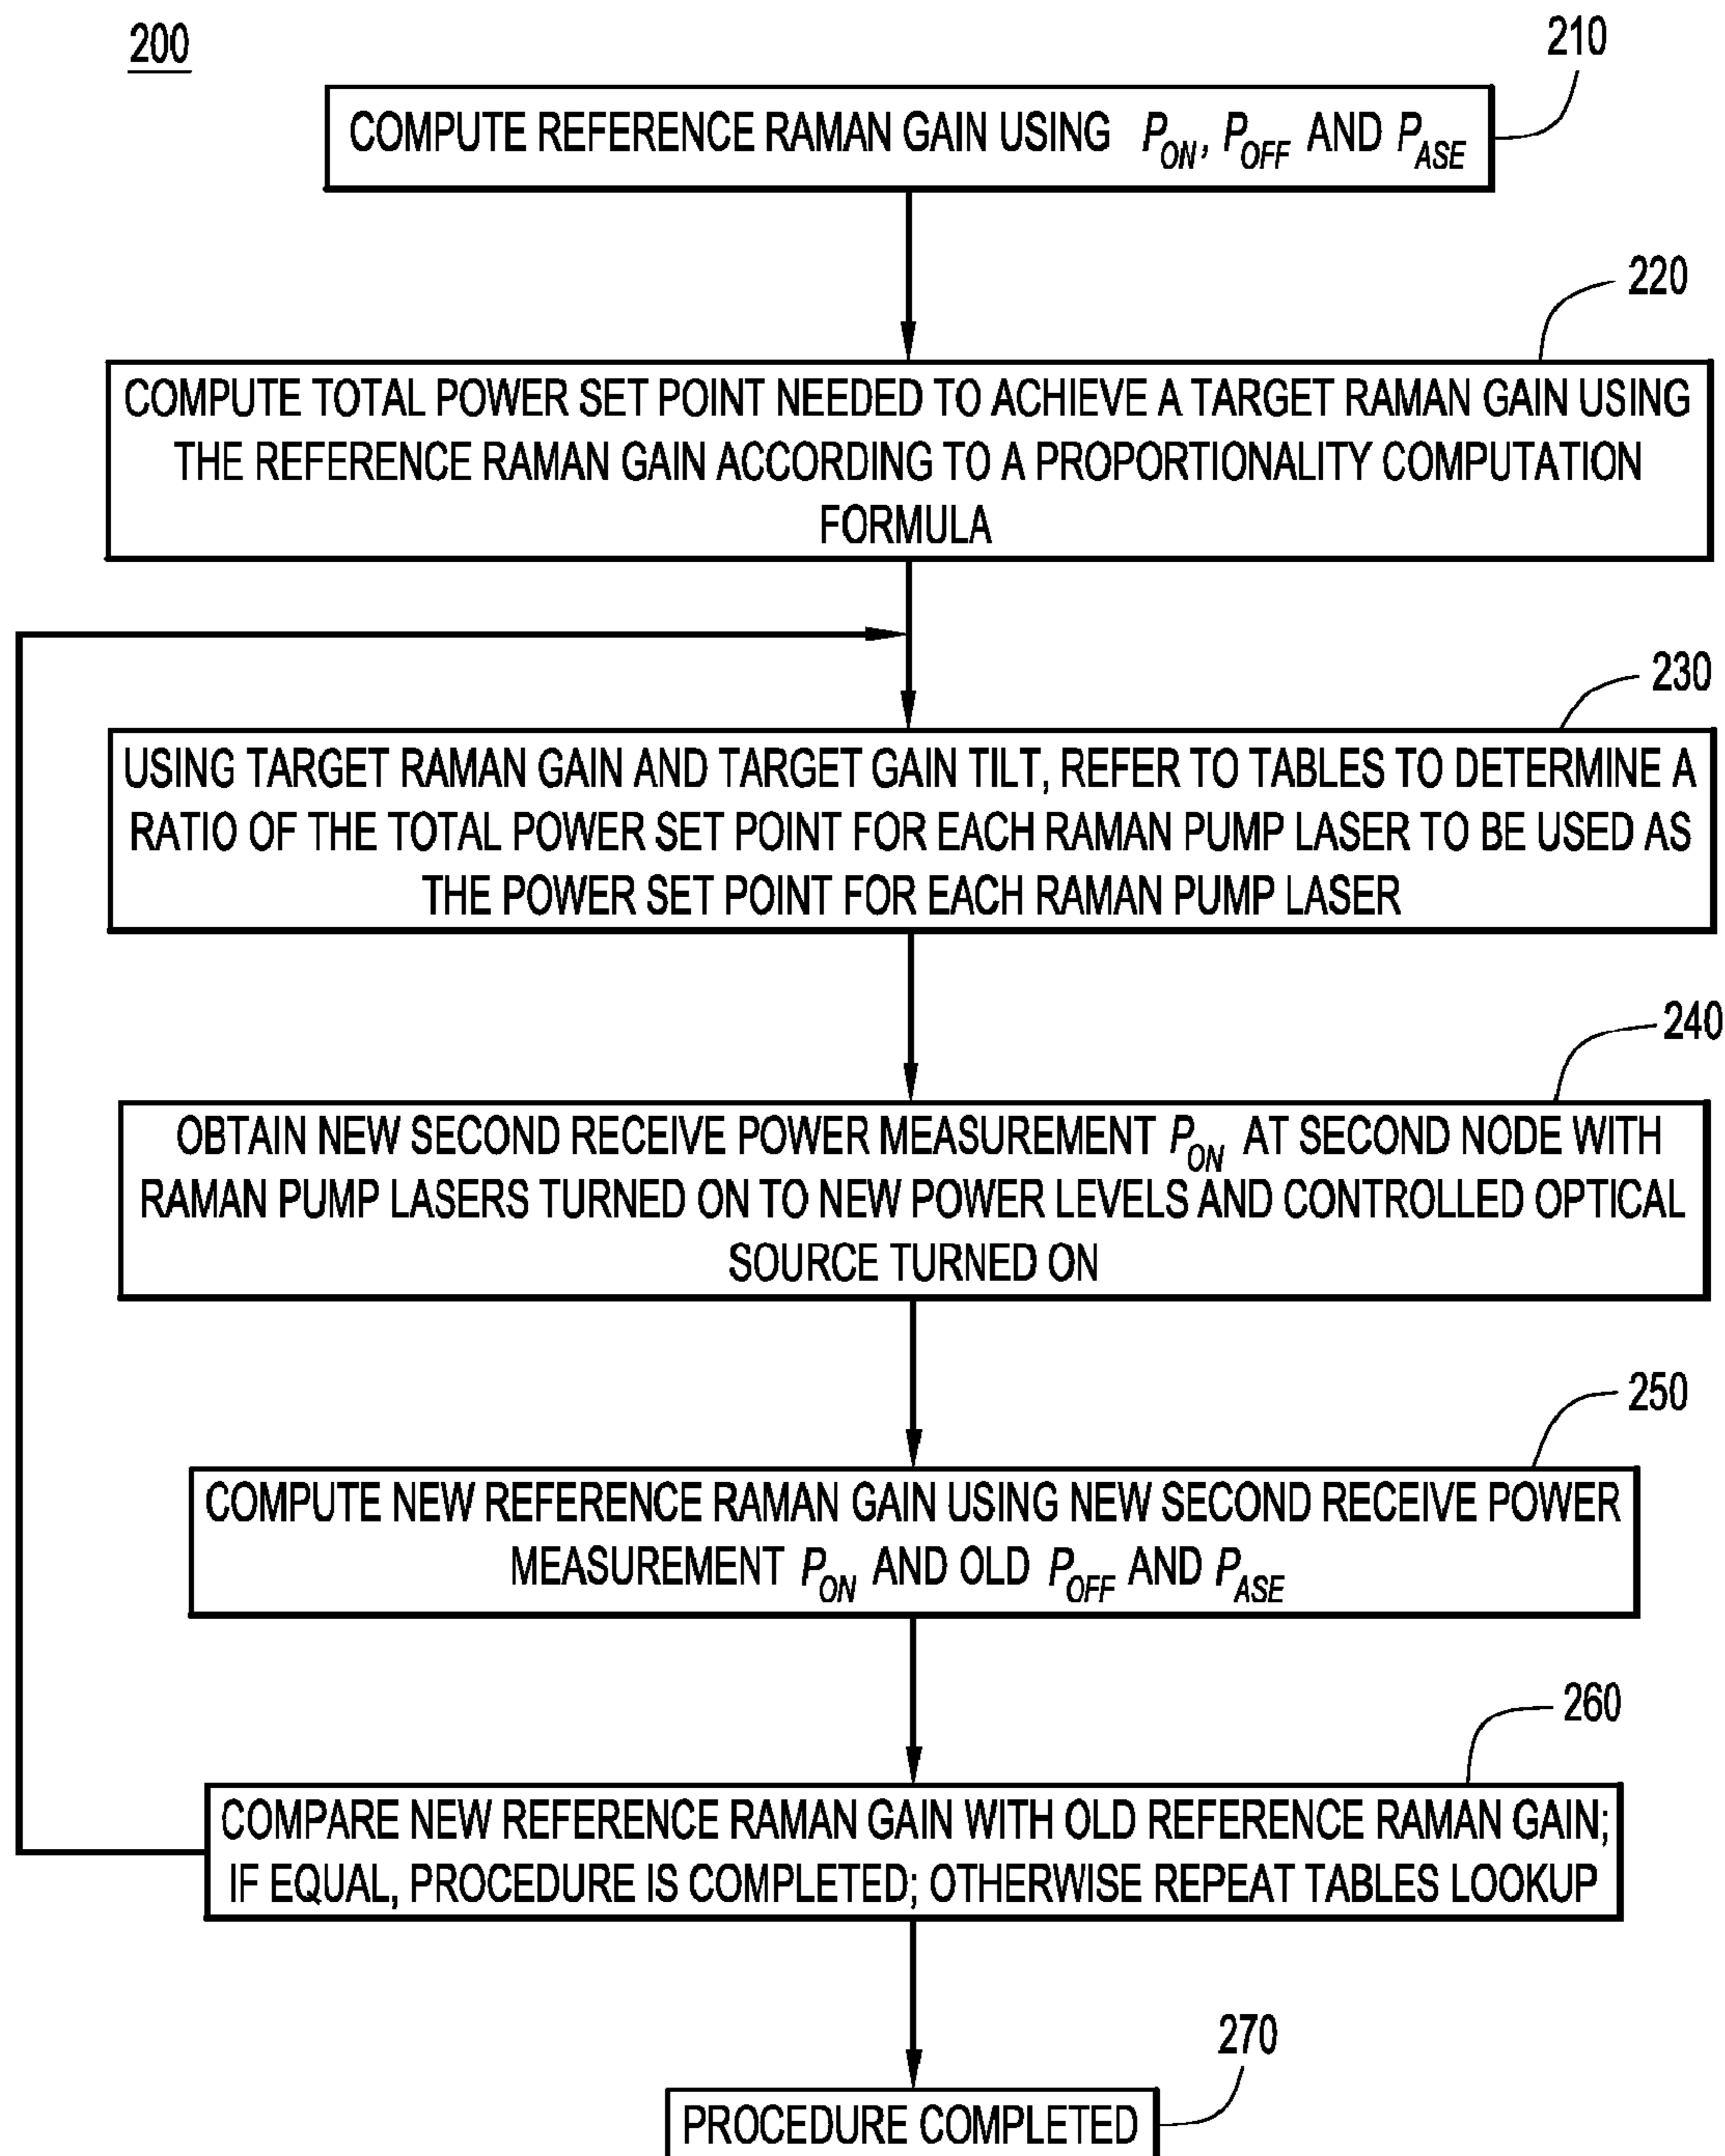 200
210
COMPUTE REFERENCE RAMAN GAIN USING P_ON, P_OFF AND P_ASE
220
COMPUTE TOTAL POWER SET POINT NEEDED TO ACHIEVE A TARGET RAMAN GAIN USING
THE REFERENCE RAMAN GAIN ACCORDING TO A PROPORTIONALITY COMPUTATION
FORMULA
230
USING TARGET RAMAN GAIN AND TARGET GAIN TILT, REFER TO TABLES TO DETERMINE A
RATIO OF THE TOTAL POWER SET POINT FOR EACH RAMAN PUMP LASER TO BE USED AS
THE POWER SET POINT FOR EACH RAMAN PUMP LASER
240
OBTAIN NEW SECOND RECEIVE POWER MEASUREMENT P_ON AT SECOND NODE WITH
RAMAN PUMP LASERS TURNED ON TO NEW POWER LEVELS AND CONTROLLED OPTICAL
SOURCE TURNED ON
250
COMPUTE NEW REFERENCE RAMAN GAIN USING NEW SECOND RECEIVE POWER
MEASUREMENT P_ON AND OLD P_OFF AND P_ASE
260
COMPARE NEW REFERENCE RAMAN GAIN WITH OLD REFERENCE RAMAN GAIN;
IF EQUAL, PROCEDURE IS COMPLETED; OTHERWISE REPEAT TABLES LOOKUP
270
PROCEDURE COMPLETED